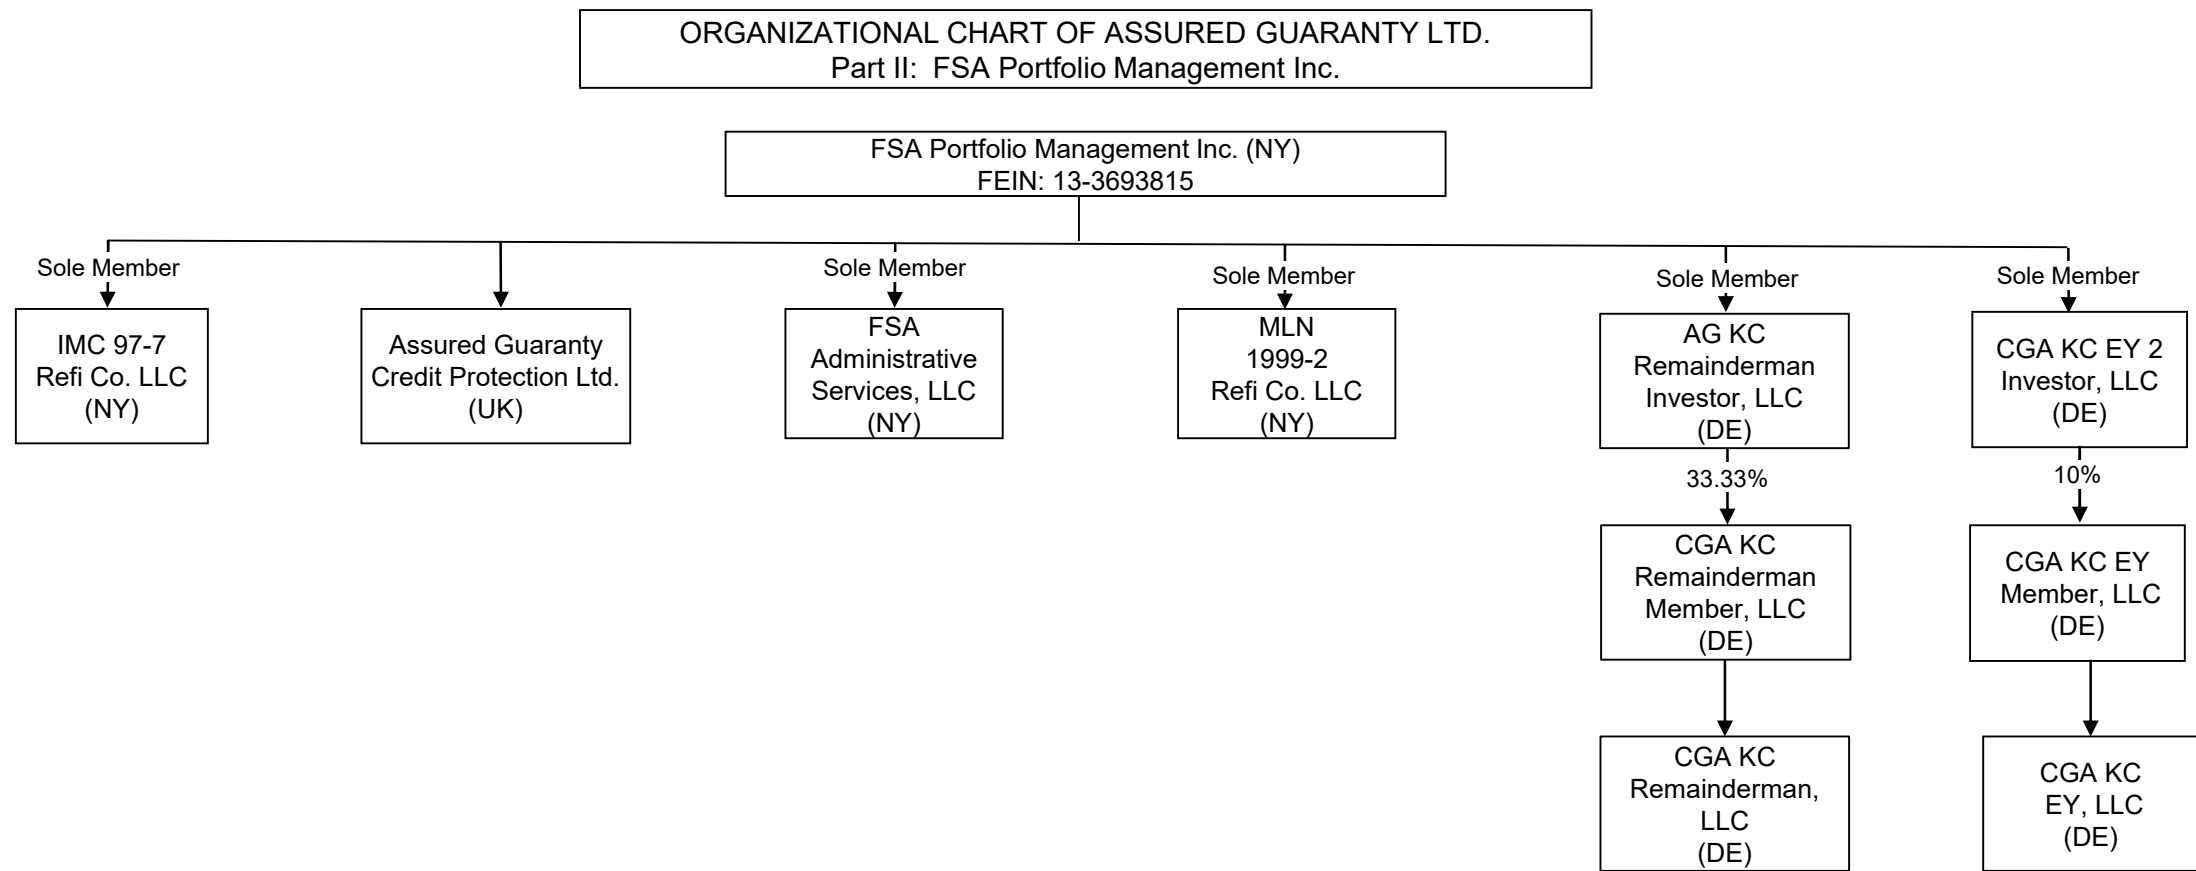 ORGANIZATIONAL CHART OF ASSURED GUARANTY LTD.
Part II: FSA Portfolio Management Inc.
FSA Portfolio Management Inc. (NY)
FEIN: 13-3693815
Sole Member
IMC 97-7
Refi Co. LLC
(NY)
Assured Guaranty
Credit Protection Ltd.
(UK)
Sole Member
FSA
Administrative
Services, LLC
(NY)
Sole Member
MLN
1999-2
Refi Co. LLC
(NY)
Sole Member
AG KC
Remainderman
Investor, LLC
(DE)
33.33%
CGA KC
Remainderman
Member, LLC
(DE)
CGA KC
Remainderman,
LLC
(DE)
Sole Member
CGA KC EY 2
Investor, LLC
(DE)
10%
CGA KC EY
Member, LLC
(DE)
CGA KC
EY, LLC
(DE)